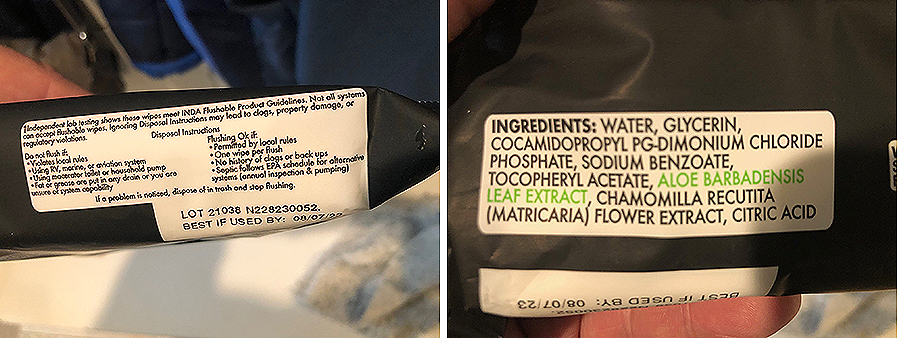 ‡Independent lab testing shows these wipes meet INDA Flushable Product Guidelines. Not all systems
can accept flushable wipes. Ignoring Disposal Instructions may lead to clogs, property damage, or
regulatory violations.
Disposal Instructions
Do not flush if:
•Violates local rules
•Using RV, marine, or aviation system
•Using macerator toilet or household pump
•Fat or grease are put in any drain or you are
unsure of system capability
Flushing Ok if:
•Permitted by local rules
•One wipe per flush
•No history of clogs or back ups
•Septic follows EPA schedule for alternative
systems (annual inspection & pumping)
If a problem is noticed, dispose of in trash and stop flushing.
LOT 21038 N228230052.
BEST IF USED BY: 08/07/23
INGREDIENTS: WATER, GLYCERIN,
COCAMIDOPROPYL PG-DIMONIUM CHLORIDE
PHOSPHATE, SODIUM BENZOATE,
TOCOPHERYL ACETATE, ALOE BARBADENSIS
LEAF EXTRACT, CHAMOMILLA RECUTITA
(MATRICARIA) FLOWER EXTRACT, CITRIC ACID
BEST IF USED BY: 08/07/23